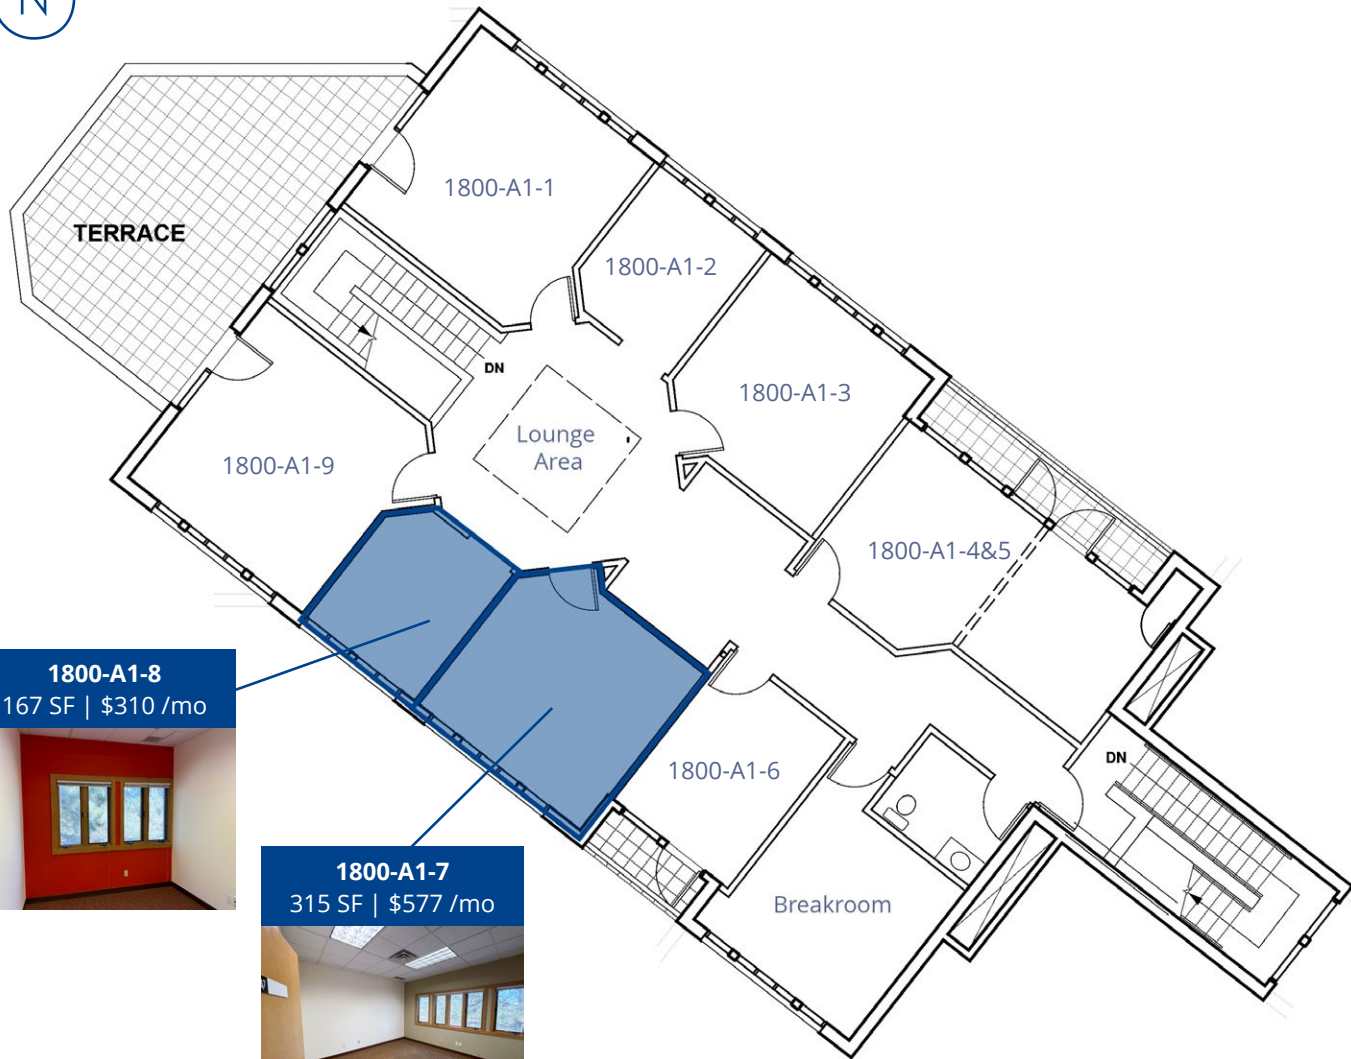 N
1800-A1-1
TERRACE
1800-A1-2
DN
1800-A1-3
Lounge
Area
1800-A1-9
1800-A1-4&5
1800-A1-8
167 SF | $310 /mo
DN
1800-A1-6
1800-A1-7
315 SF | $577 /mo
Breakroom